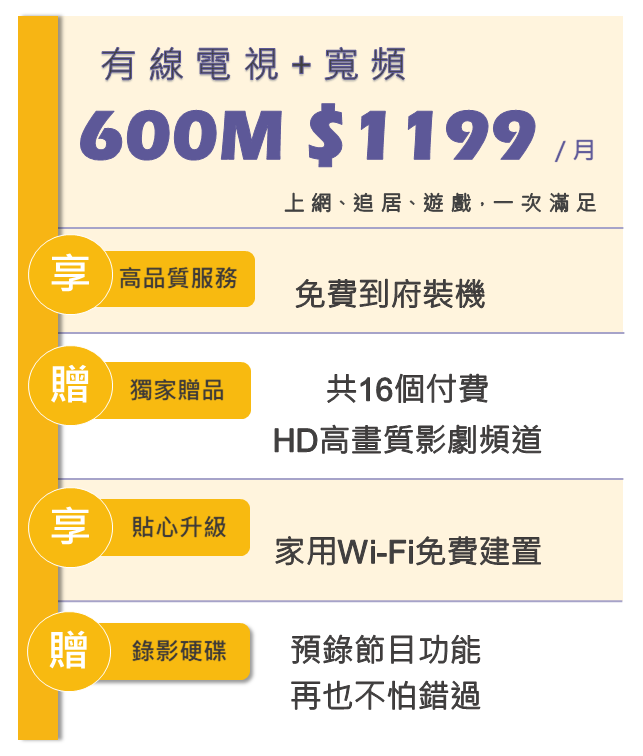 有線電視+寬頻
600M $1199 /月
上網、追居、遊戲,一次滿足
享 高品質服務
免費到府裝機
贈 獨家贈品
共16個付費
HD高畫質影劇頻道
享 貼心升級
家用Wi-Fi免費建置
贈 錄影硬碟
預錄節目功能
再也不怕錯過